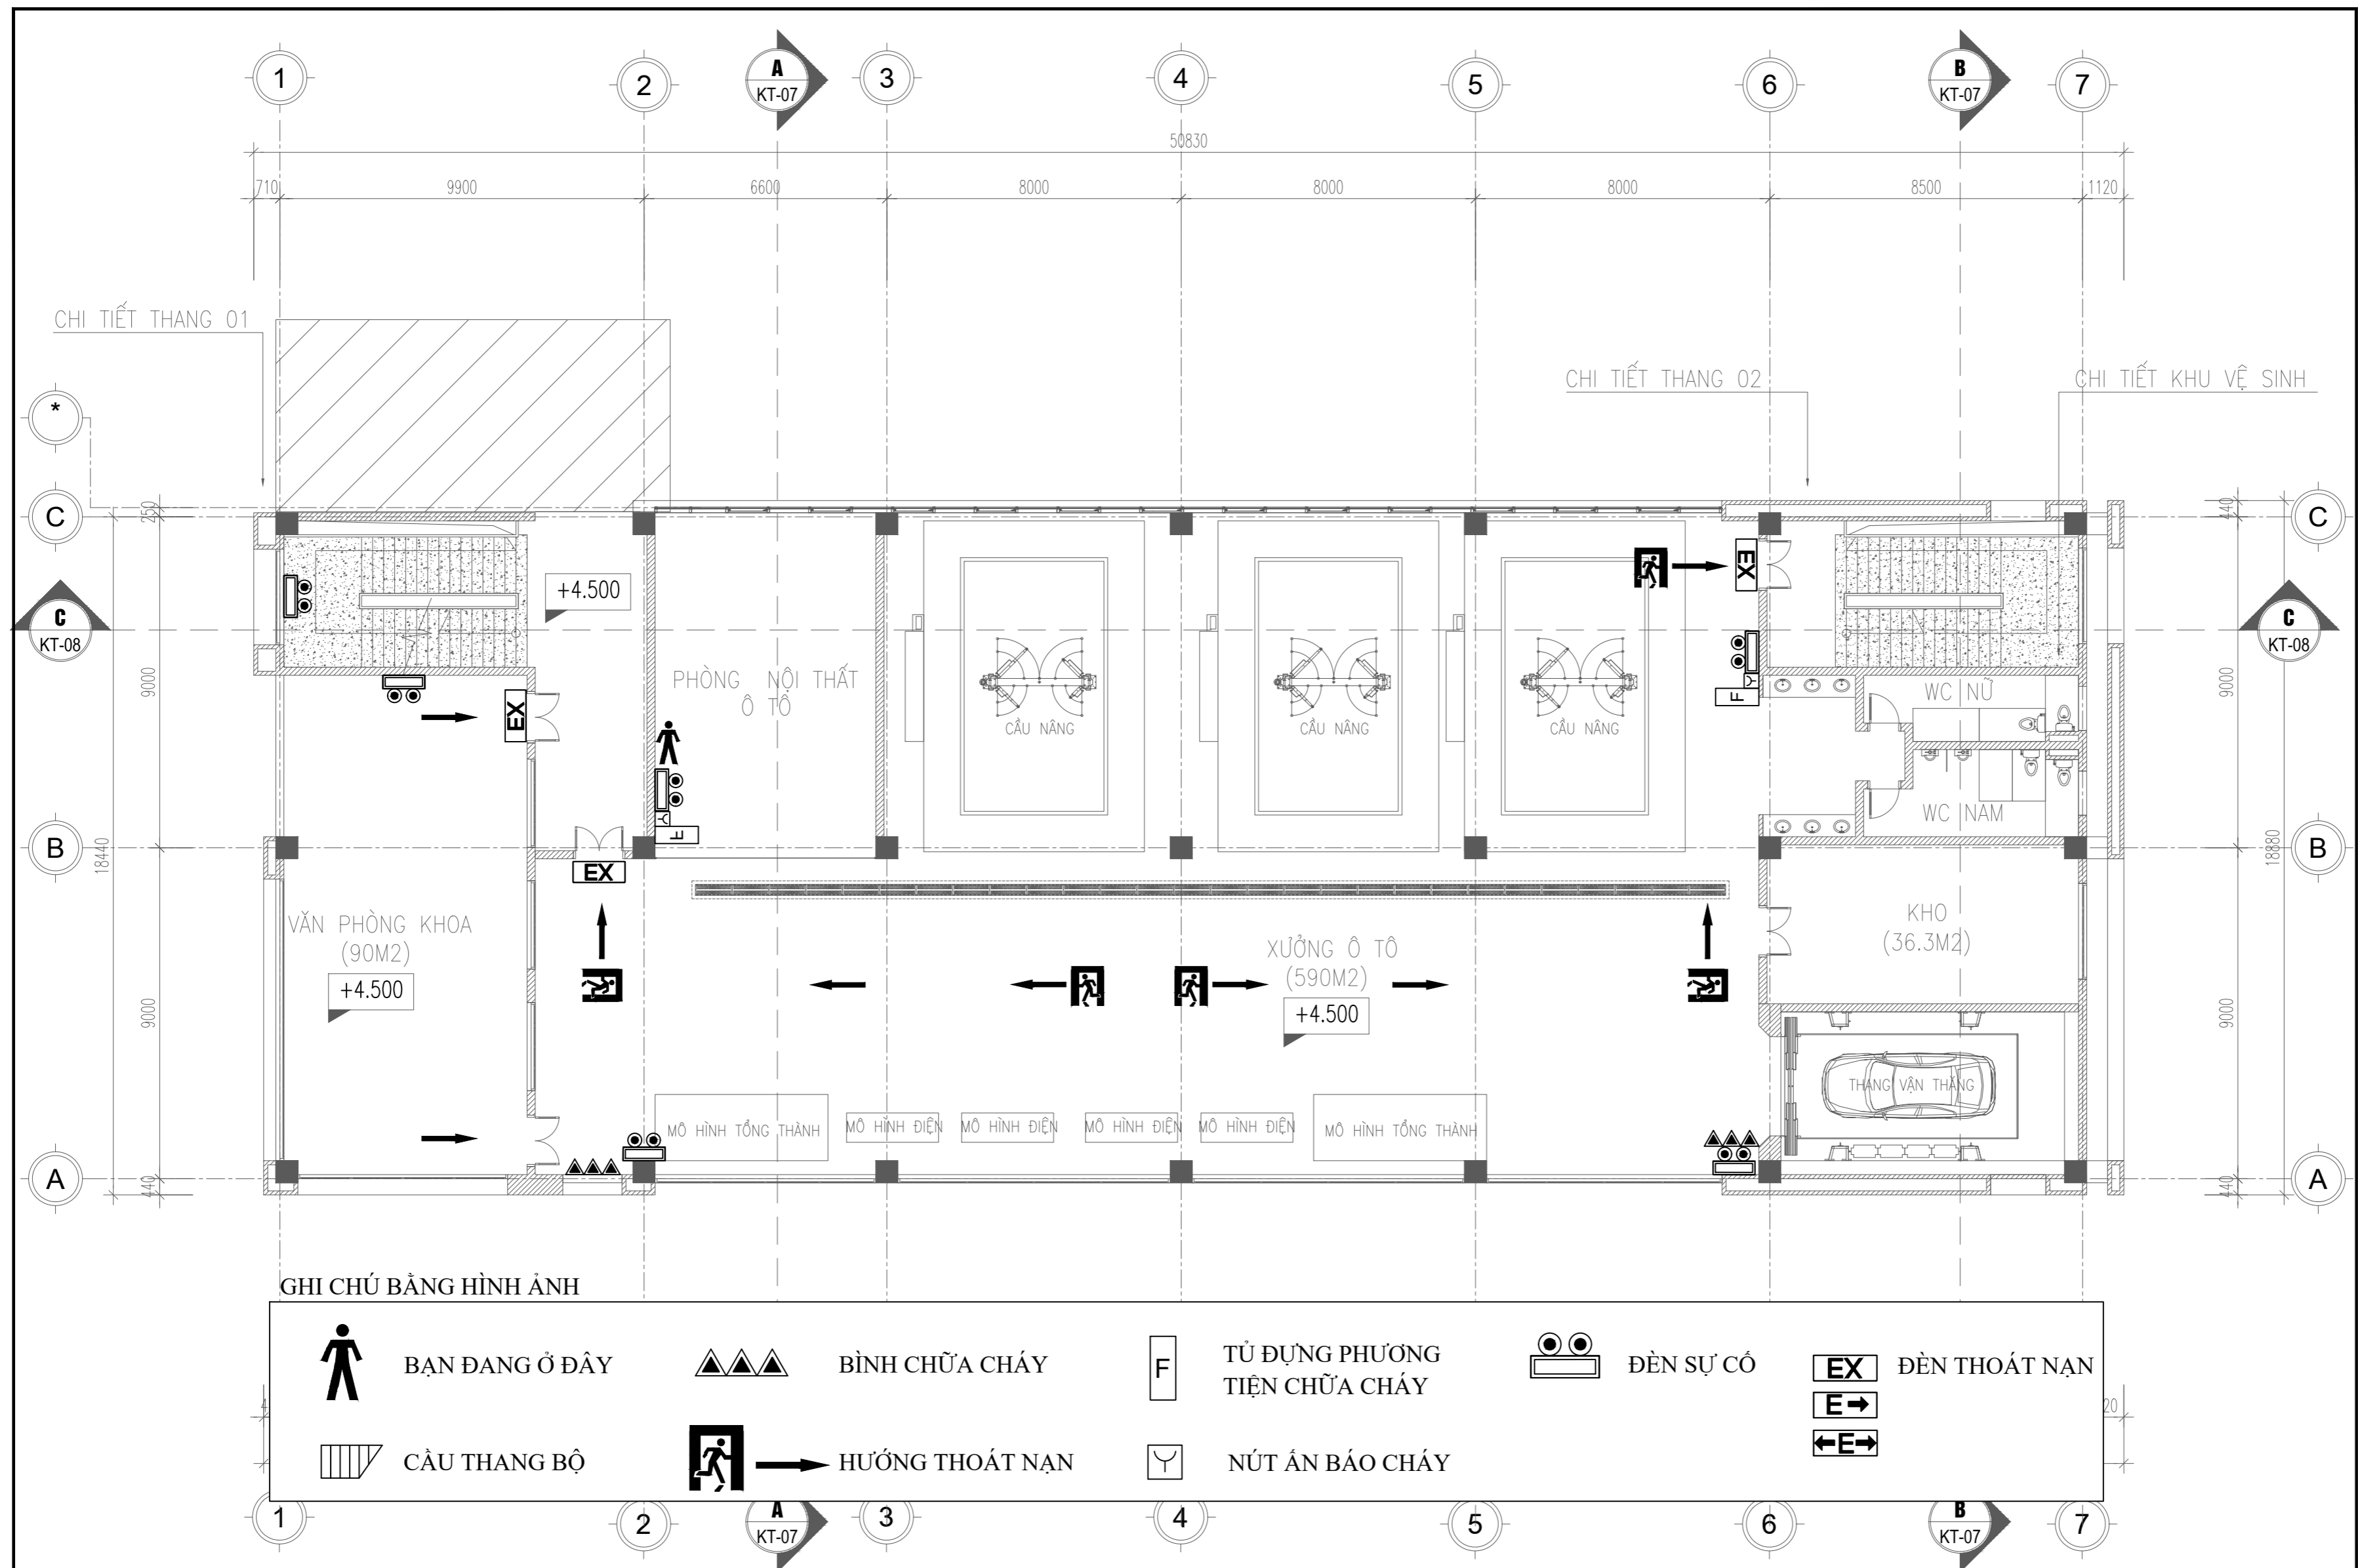 1
2
A
KT-07
3
4
5
6
B
KT-07
7
50830
710
9900
6600
8000
8000
8000
8500
1120
CHI TIẾT THANG 01
CHI TIẾT THANG 02
CHI TIẾT KHU VỆ SINH
*
C
250
440
C
+4.500
EX
C
KT-08
C
KT-08
9000
PHÒNG NỘI THẤT
Ô TÔ
WC NỮ
9000
F
EX
CẦU NÂNG
CẦU NÂNG
CẦU NÂNG
WC NAM
F
B
18440
EX
18880
B
VĂN PHÒNG KHOA
(90M2)
+4.500
XƯỞNG Ô TÔ
(590M2)
+4.500
KHO
(36.3M2)
9000
9000
THANG VẬN THĂNG
MÔ HÌNH TỔNG THÀNH
MÔ HÌNH ĐIỆN
MÔ HÌNH ĐIỆN
MÔ HÌNH ĐIỆN
MÔ HÌNH ĐIỆN
MÔ HÌNH TỔNG THÀNH
A
440
440
A
GHI CHÚ BẰNG HÌNH ẢNH
BẠN ĐANG Ở ĐÂY
BÌNH CHỮA CHÁY
F
TỦ ĐỰNG PHƯƠNG
TIỆN CHỮA CHÁY
ĐÈN SỰ CỐ
EX
ĐÈN THOÁT NẠN
E
4
20
CẦU THANG BỘ
HƯỚNG THOÁT NẠN
NÚT ẤN BÁO CHÁY
E
1
2
A
KT-07
3
4
5
6
B
KT-07
7